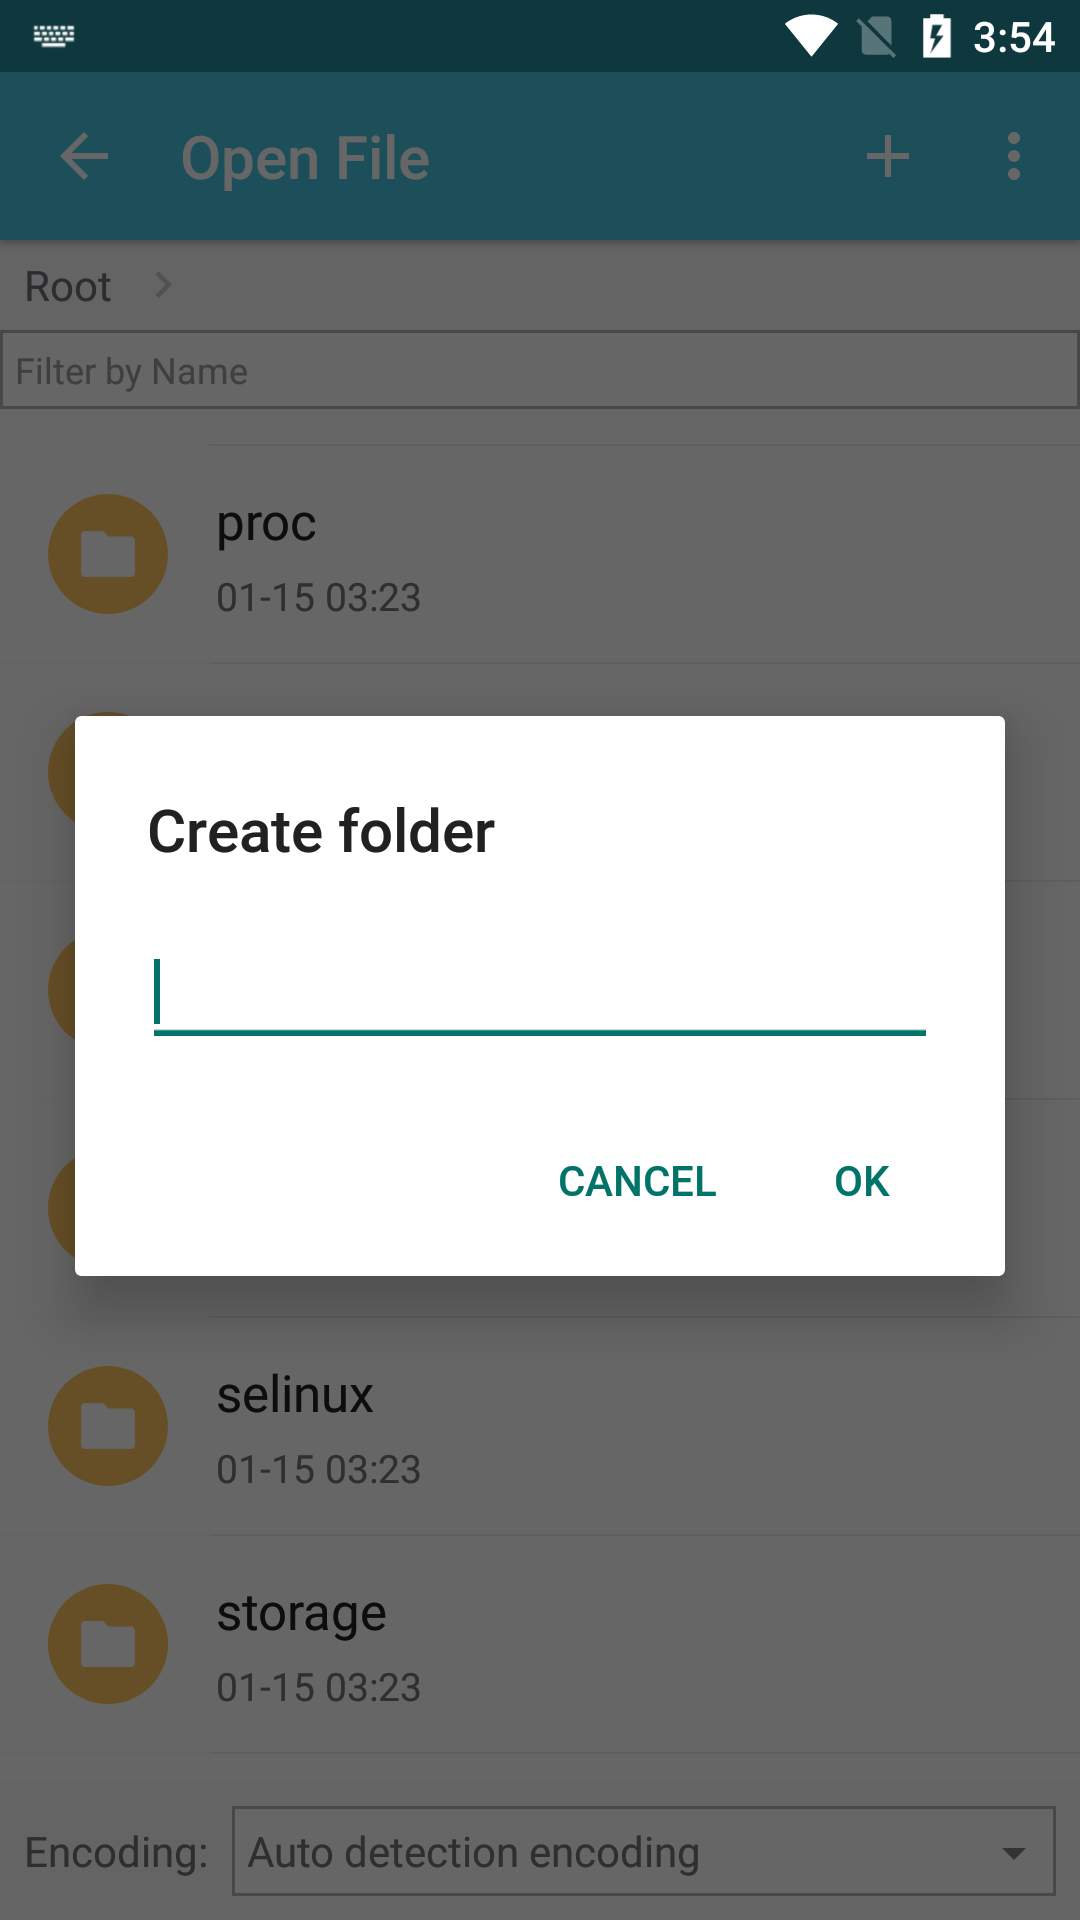 3:54
Open File
Root
Filter by Name
proc
01-15 03:23
Create folder
CANCEL OK
selinux
01-15 03:23
storage
01-15 03:23
Encoding: Auto detection encoding